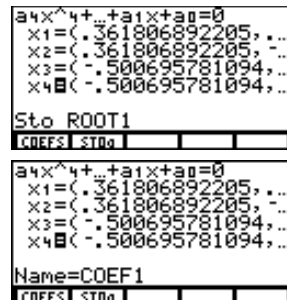 a4x^4+…+a1x+a0=0
x1=(.361806892205,…
x2=(.361806892205,-…
x3=(-.500695781094,…
x4=(-.500695781094,…
Sto ROOT1
COEFS STOa
a4x^4+…+a1x+a0=0
x1=(.361806892205,…
x2=(.361806892205,-…
x3=(-.500695781094,…
x4=(-.500695781094,…
Name=COEF1
COEFS STOa